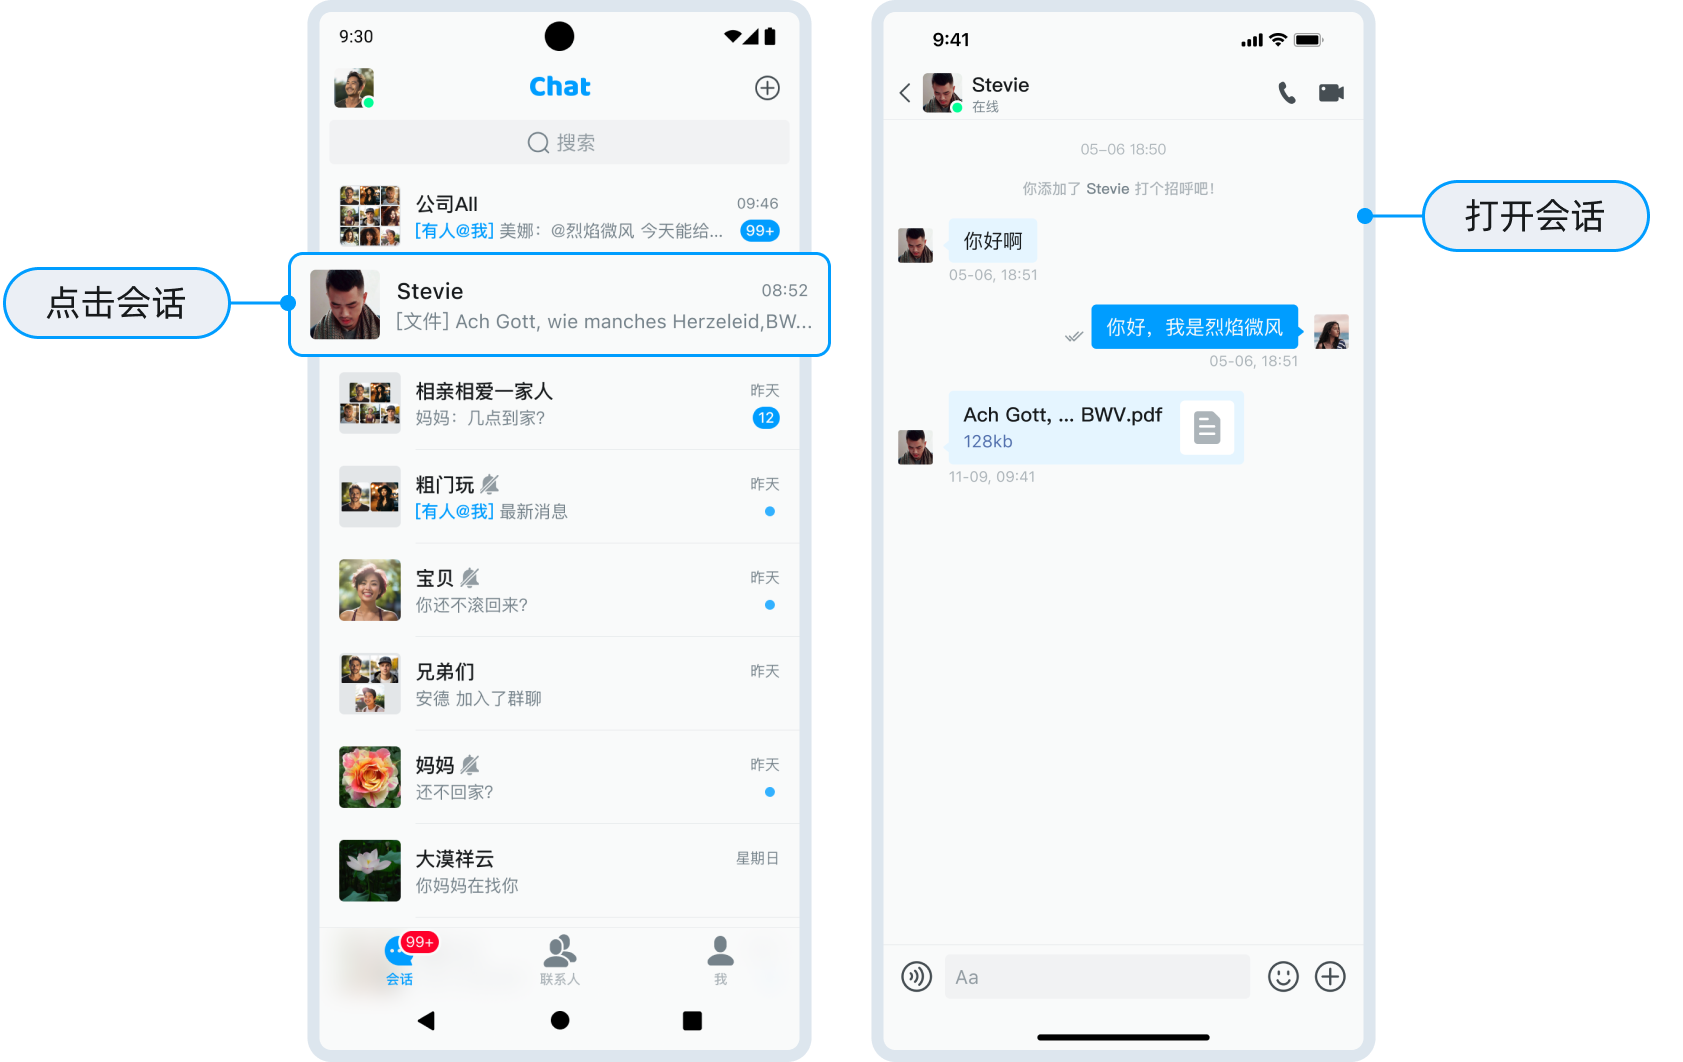 9:30
Chat
搜索
公司All
09:46
[有人@我] 美娜：@烈焰微风 今天能给...
99+
点击会话
Stevie
08:52
[文件] Ach Gott, wie manches Herzeleid,BW...
相亲相爱一家人
昨天
妈妈：几点到家?
12
粗门玩
昨天
[有人@我] 最新消息
宝贝
昨天
你还不滚回来?
兄弟们
昨天
安德 加入了群聊
妈妈
昨天
还不回家?
大漠祥云
星期日
你妈妈在找你
99+
会话
联系人
我
9:41
Stevie
在线
05-06 18:50
你添加了 Stevie 打个招呼吧!
打开会话
你好啊
05-06, 18:51
你好，我是烈焰微风
05-06, 18:51
Ach Gott, ... BWV.pdf
128kb
11-09, 09:41
Aa